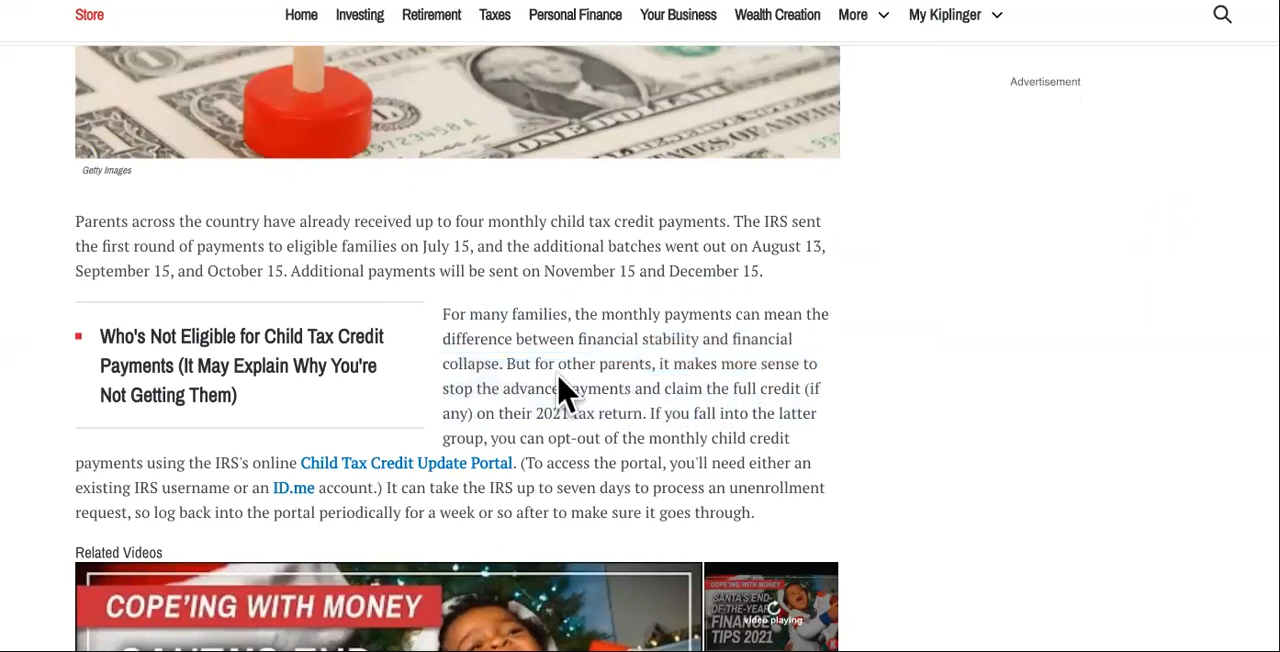 Store
Home Investing Retirement Taxes Personal Finance Your Business Wealth Creation More My Kiplinger
Advertisement
ONE DOLLAR
Getty Images
Parents across the country have already received up to four monthly child tax credit payments. The IRS sent
the first round of payments to eligible families on July 15, and the additional batches went out on August 13,
September 15, and October 15. Additional payments will be sent on November 15 and December 15.
Who's Not Eligible for Child Tax Credit
Payments (It May Explain Why You're
Not Getting Them)
For many families, the monthly payments can mean the
difference between financial stability and financial
collapse. But for other parents, it makes more sense to
stop the advance payments and claim the full credit (if
any) on their 2021 tax return. If you fall into the latter
group, you can opt-out of the monthly child credit
payments using the IRS's online Child Tax Credit Update Portal. (To access the portal, you'll need either an
existing IRS username or an ID.me account.) It can take the IRS up to seven days to process an unenrollment
request, so log back into the portal periodically for a week or so after to make sure it goes through.
Related Videos
COPE'ING WITH MONEY
COPE'ING WITH MONEY
SANTA'S END-
OF-THE-YEAR
FINANCE
TIPS 2021
video playing